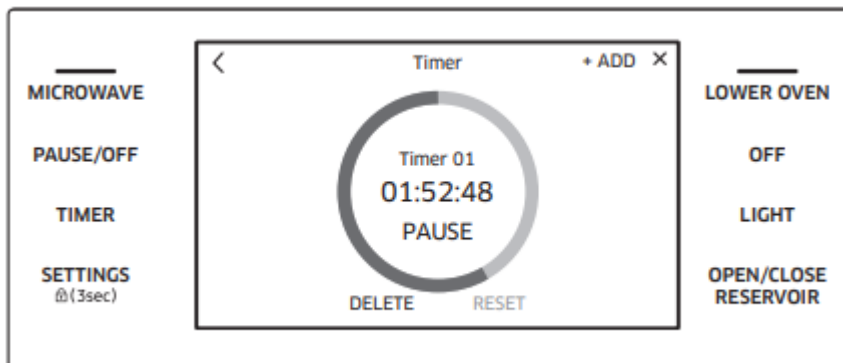 MICROWAVE
PAUSE/OFF
TIMER
SETTINGS
(3sec)
Timer
+ ADD ×
Timer 01
01:52:48
PAUSE
DELETE RESET
LOWER OVEN
OFF
LIGHT
OPEN/CLOSE
RESERVOIR